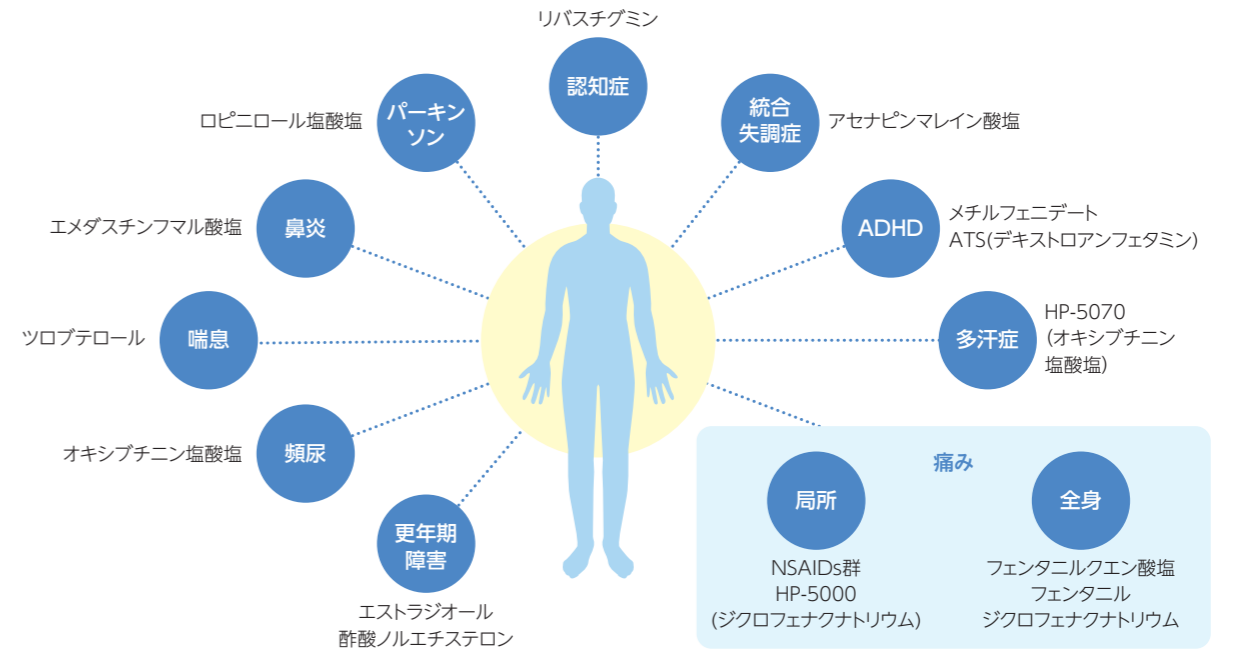 リバスチグミン
認知症
ロピニロール塩酸塩
パーキン
ソン
統合
失調症
アセナピンマレイン酸塩
エメダスチンフマル酸塩
鼻炎
ADHD
メチルフェニデート
ATS(デキストロアンフェタミン)
ツロブテロール
喘息
多汗症
HP-5070
(オキシブチニン
塩酸塩)
オキシブチニン塩酸塩
頻尿
更年期
障害
エストラジオール
酢酸ノルエチステロン
痛み
局所
NSAIDs群
HP-5000
(ジクロフェナクナトリウム)
全身
フェンタニルクエン酸塩
フェンタニル
ジクロフェナクナトリウム